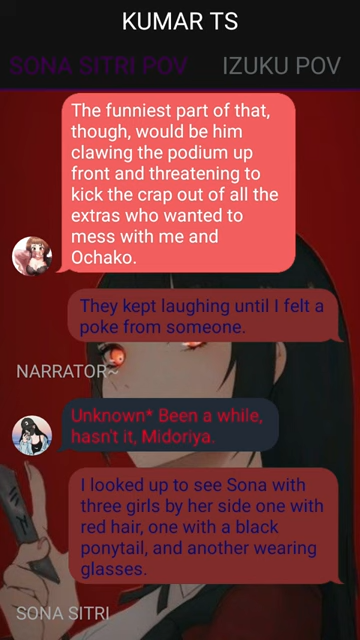 KUMAR TS
SONA SITRI POV
IZUKU POV
The funniest part of that,
though, would be him
clawing the podium up
front and threatening to
kick the crap out of all the
extras who wanted to
mess with me and
Ochako.
They kept laughing until I felt a
poke from someone.
NARRATOR~
Unknown* Been a while,
hasn't it, Midoriya.
I looked up to see Sona with
three girls by her side one with
red hair, one with a black
ponytail, and another wearing
glasses.
SONA SITRI